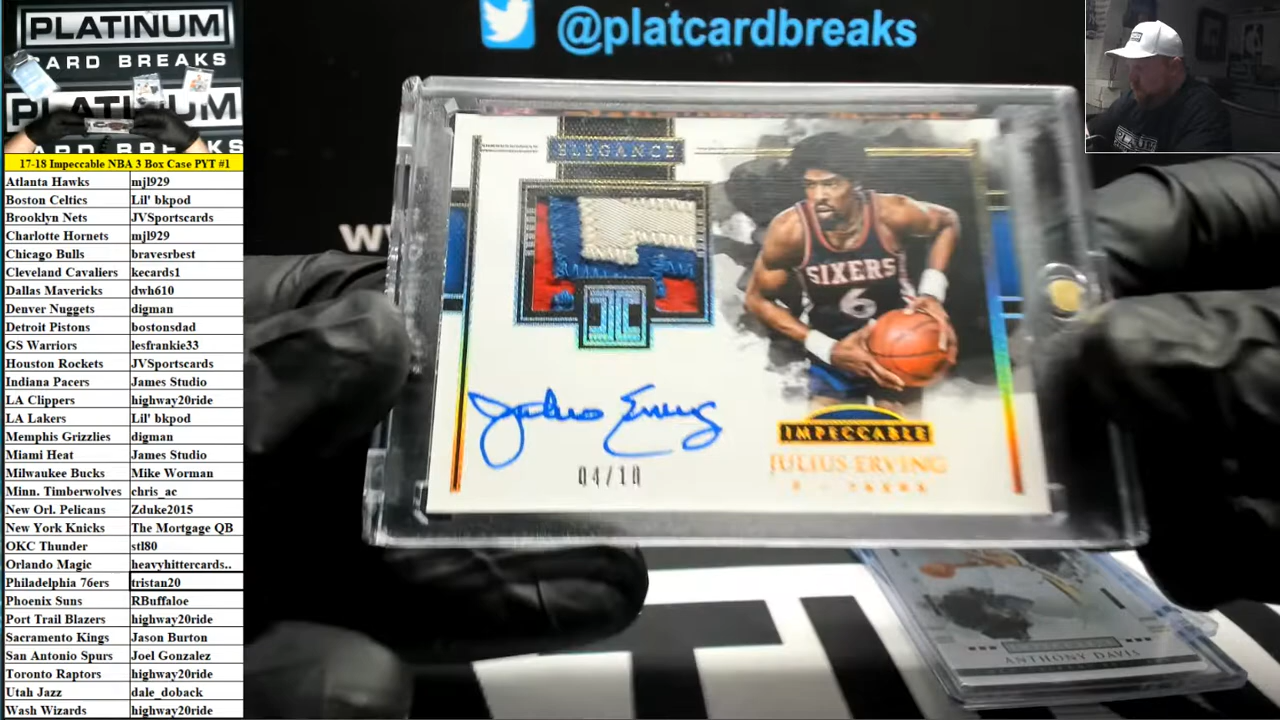 PLATINUM
CARD BREAKS
PLATINUM
CARD BREAKS
17-18 Impeccable NBA 3 Box Case PYT #1
Atlanta Hawks mjl929
Boston Celtics Lil' bkpod
Brooklyn Nets JVSportscards
Charlotte Hornets mjl929
Chicago Bulls bravesrbest
Cleveland Cavaliers kecards1
Dallas Mavericks dwh610
Denver Nuggets digman
Detroit Pistons bostonsdad
GS Warriors lesfrankie33
Houston Rockets JVSportscards
Indiana Pacers James Studio
LA Clippers highway20ride
LA Lakers Lil' bkpod
Memphis Grizzlies digman
Miami Heat James Studio
Milwaukee Bucks Mike Worman
Minn. Timberwolves chris_ac
New Orl. Pelicans Zduke2015
New York Knicks The Mortgage QB
OKC Thunder stl80
Orlando Magic heavyhittercards..
Philadelphia 76ers tristan20
Phoenix Suns RBuffaloe
Port Trail Blazers highway20ride
Sacramento Kings Jason Burton
San Antonio Spurs Joel Gonzalez
Toronto Raptors highway20ride
Utah Jazz dale_doback
Wash Wizards highway20ride
@platcardbreaks
ELEGANCE
SIXERS
6
Julius Erving
04/10
IMPECCABLE
JULIUS ERVING
ANTHONY DAVIS
PLATINUM